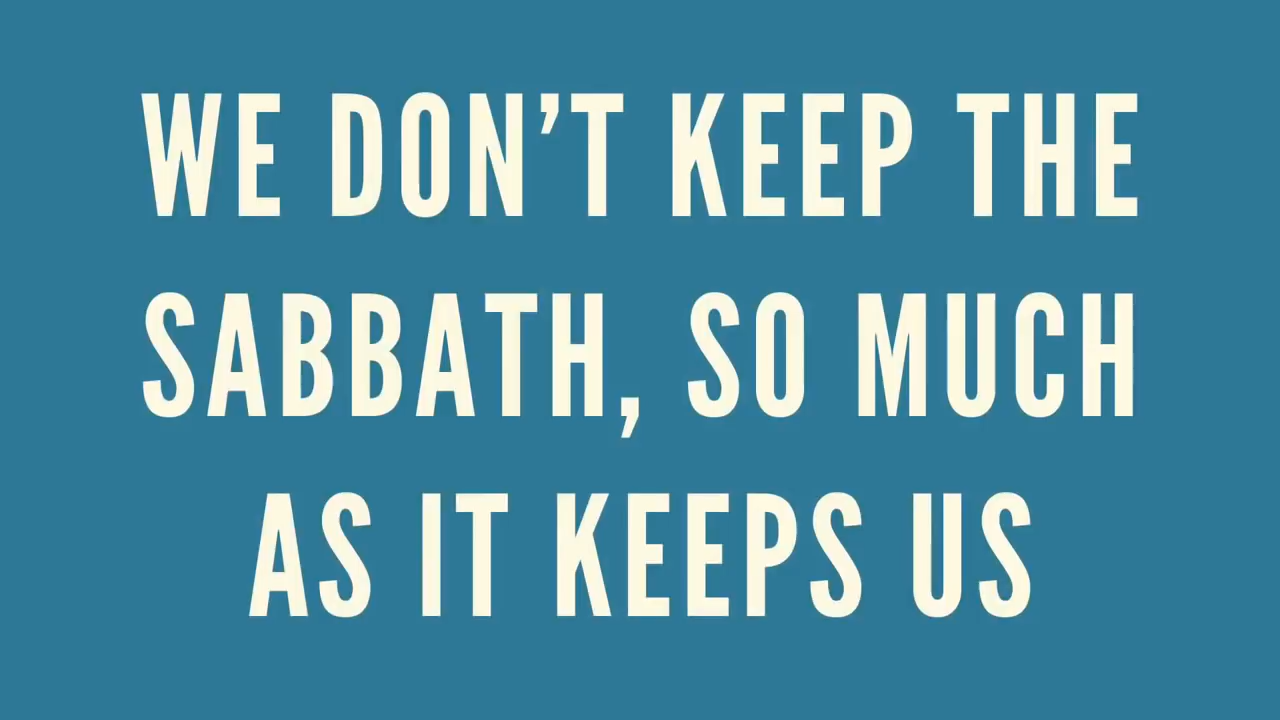 WE DON’T KEEP THE
SABBATH, SO MUCH
AS IT KEEPS US